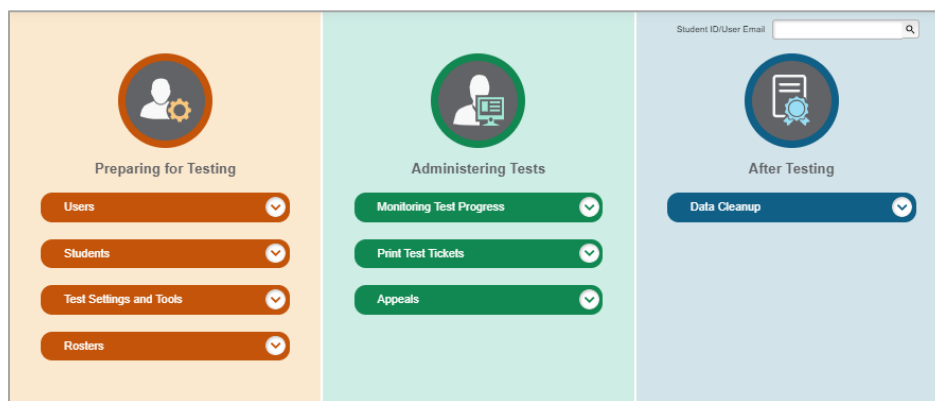 Student ID/User Email
Preparing for Testing
Users
Students
Test Settings and Tools
Rosters
Administering Tests
Monitoring Test Progress
Print Test Tickets
Appeals
After Testing
Data Cleanup